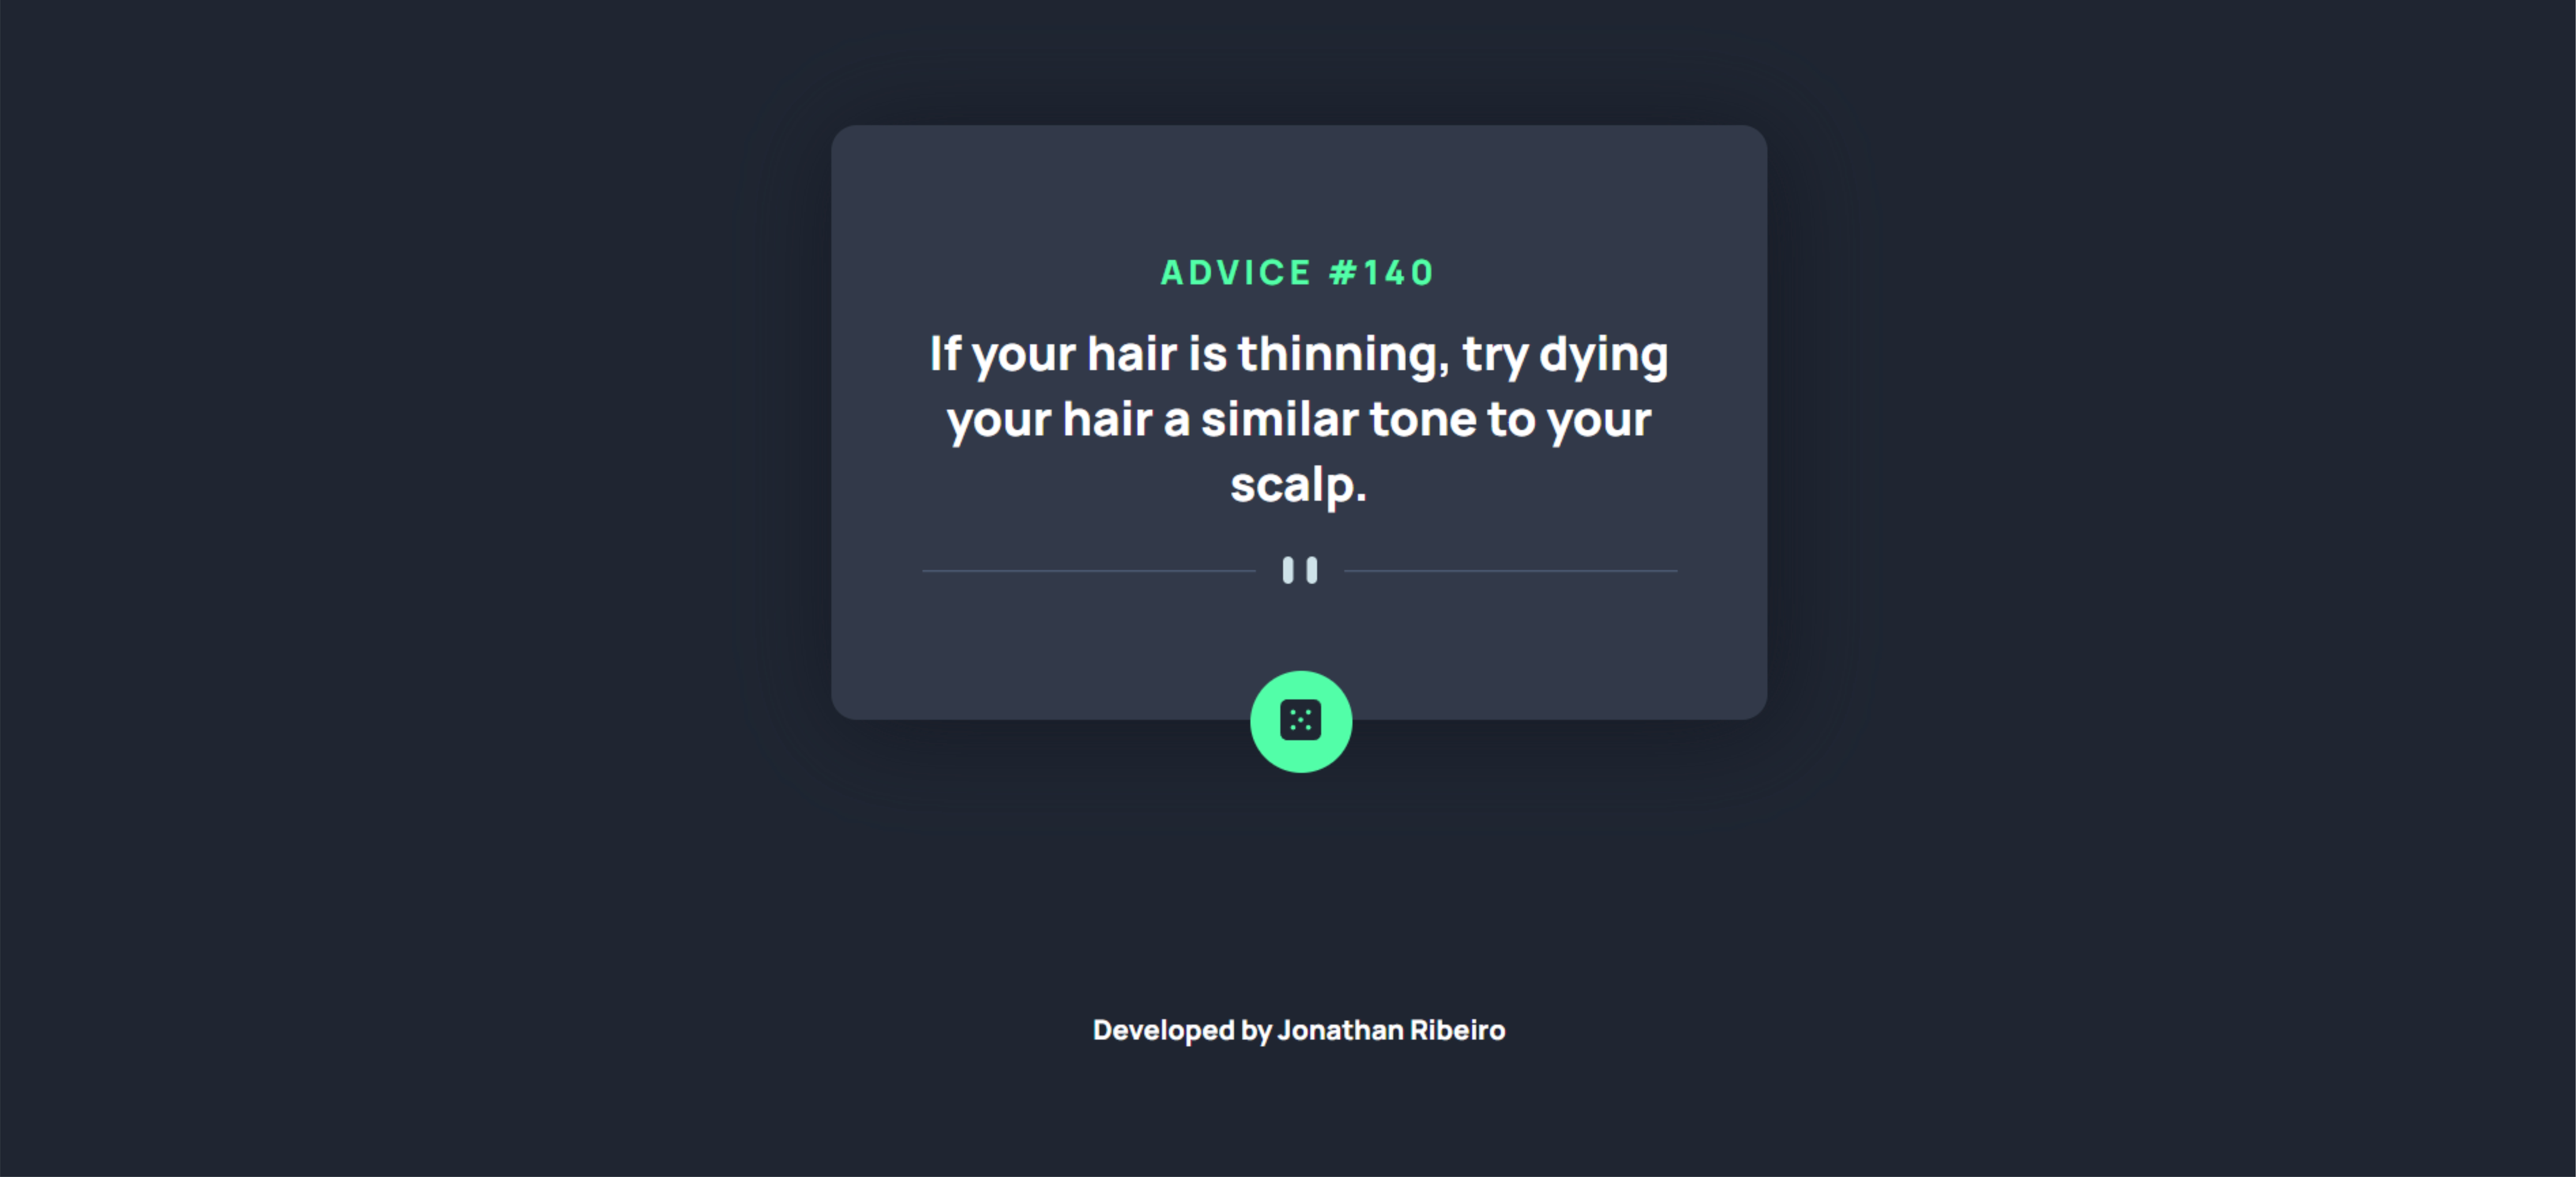 ADVICE #140
If your hair is thinning, try dying
your hair a similar tone to your
scalp.
Developed by Jonathan Ribeiro